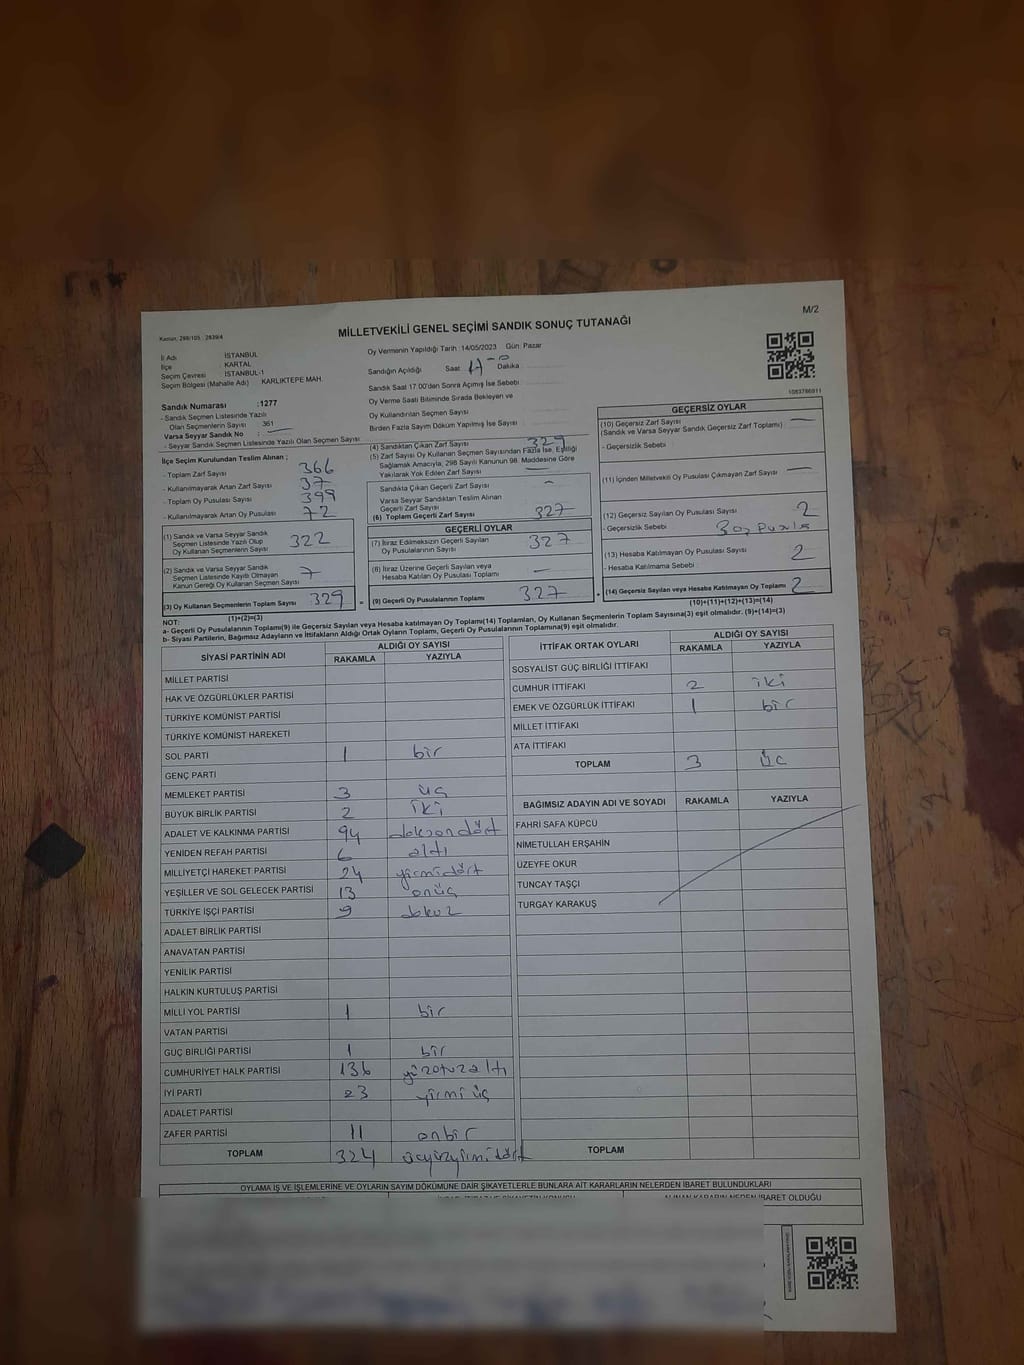 M/2
MİLLETVEKİLİ GENEL SEÇİMİ SANDIK SONUÇ TUTANAĞI
Kanun: 298/105 , 2839/4
İl Adı İSTANBUL
İlçe KARTAL
Seçim Çevresi İSTANBUL-1
Seçim Bölgesi (Mahalle Adı) KARLIKTEPE MAH.
Sandık Numarası :1277
- Sandık Seçmen Listesinde Yazılı
Olan Seçmenlerin Sayısı 361
Varsa Seyyar Sandık No : —
- Seyyar Sandık Seçmen Listesinde Yazılı Olan Seçmen Sayısı
Oy Vermenin Yapıldığı Tarih :14/05/2023 Gün: Pazar
Sandığın Açıldığı Saat Dakika
Sandık Saat 17.00'den Sonra Açımış İse Sebebi
Oy Verme Saati Bitiminde Sırada Bekleyen ve
Oy Kullandırılan Seçmen Sayısı
Birden Fazla Sayım Döküm Yapılmış İse Sayısı
İlçe Seçim Kurulundan Teslim Alınan ;
- Toplam Zarf Sayısı 366
- Kullanılmayarak Artan Zarf Sayısı 37
- Toplam Oy Pusulası Sayısı 399
- Kullanılmayarak Artan Oy Pusulası 72
(1) Sandık ve Varsa Seyyar Sandık
Seçmen Listesinde Yazılı Olup
Oy Kullanan Seçmenlerin Sayısı 322
(2) Sandık ve Varsa Seyyar Sandık
Seçmen Listesinde Kayıtlı Olmayan
Kanun Gereği Oy Kullanan Seçmen Sayısı 7
(3) Oy Kullanan Seçmenlerin Toplam Sayısı 329
(1)+(2)=(3)
(4) Sandıktan Çıkan Zarf Sayısı 329
(5) Zarf Sayısı Oy Kullanan Seçmen Sayısından Fazla İse, Eşitliği
Sağlamak Amacıyla, 298 Sayılı Kanunun 98. Maddesine Göre
Yakılarak Yok Edilen Zarf Sayısı —
Sandıkta Çıkan Geçerli Zarf Sayısı -
Varsa Seyyar Sandıktan Teslim Alınan
Geçerli Zarf Sayısı
(6) Toplam Geçerli Zarf Sayısı 327
GEÇERLİ OYLAR
(7) İtiraz Edilmeksizin Geçerli Sayılan
Oy Pusulalarının Sayısı 327
(8) İtiraz Üzerine Geçerli Sayılan veya
Hesaba Katılan Oy Pusulası Toplamı —
= (9) Geçerli Oy Pusulalarının Toplamı 327
1083786911
GEÇERSİZ OYLAR
(10) Geçersiz Zarf Sayısı —
(Sandık ve Varsa Seyyar Sandık Geçersiz Zarf Toplamı)
- Geçersizlik Sebebi
(11) İçinden Milletvekili Oy Pusulası Çıkmayan Zarf Sayısı —
(12) Geçersiz Sayılan Oy Pusulası Sayısı 2
- Geçersizlik Sebebi
(13) Hesaba Katılmayan Oy Pusulası Sayısı 2
- Hesaba Katılmama Sebebi
+ (14) Geçersiz Sayılan veya Hesaba Katılmayan Oy Toplamı 2
(10)+(11)+(12)+(13)=(14)
NOT:
a- Geçerli Oy Pusulalarının Toplamı(9) ile Geçersiz Sayılan veya Hesaba katılmayan Oy Toplamı(14) Toplamları, Oy Kullanan Seçmenlerin Toplam Sayısına(3) eşit olmalıdır. (9)+(14)=(3)
b- Siyasi Partilerin, Bağımsız Adayların ve İttifakların Aldığı Ortak Oyların Toplamı, Geçerli Oy Pusulalarının Toplamına(9) eşit olmalıdır.
SİYASİ PARTİNİN ADI ALDIĞI OY SAYISI
RAKAMLA YAZIYLA
MİLLET PARTİSİ
HAK VE ÖZGÜRLÜKLER PARTİSİ
TÜRKİYE KOMÜNİST PARTİSİ
TÜRKİYE KOMÜNİST HAREKETİ
SOL PARTİ 1 bir
GENÇ PARTİ
MEMLEKET PARTİSİ 3 üç
BÜYÜK BİRLİK PARTİSİ 2 iki
ADALET VE KALKINMA PARTİSİ 94 doksandört
YENİDEN REFAH PARTİSİ 6 altı
MİLLİYETÇİ HAREKET PARTİSİ 24 yirmidört
YEŞİLLER VE SOL GELECEK PARTİSİ 13 onüç
TÜRKİYE İŞÇİ PARTİSİ 9 dokuz
ADALET BİRLİK PARTİSİ
ANAVATAN PARTİSİ
YENİLİK PARTİSİ
HALKIN KURTULUŞ PARTİSİ
MİLLİ YOL PARTİSİ 1 bir
VATAN PARTİSİ
GÜÇ BİRLİĞİ PARTİSİ 1 bir
CUMHURİYET HALK PARTİSİ 136 yüzotuzaltı
İYİ PARTİ 23 yirmi üç
ADALET PARTİSİ
ZAFER PARTİSİ 11 onbir
TOPLAM 324 üçyüzyirmidört
İTTİFAK ORTAK OYLARI ALDIĞI OY SAYISI
RAKAMLA YAZIYLA
SOSYALİST GÜÇ BİRLİĞİ İTTİFAKI
CUMHUR İTTİFAKI 2 iki
EMEK VE ÖZGÜRLÜK İTTİFAKI 1 bir
MİLLET İTTİFAKI
ATA İTTİFAKI
TOPLAM 3 üç
BAĞIMSIZ ADAYIN ADI VE SOYADI RAKAMLA YAZIYLA
FAHRİ SAFA KÜPCÜ
NİMETULLAH ERŞAHİN
ÜZEYFE OKUR
TUNCAY TAŞÇI
TURGAY KARAKUŞ
TOPLAM
OYLAMA İŞ VE İŞLEMLERİNE VE OYLARIN SAYIM DÖKÜMÜNE DAİR ŞİKAYETLERLE BUNLARA AİT KARARLARIN NELERDEN İBARET BULUNDUKLARI
ALINAN KARARIN NEDEN İBARET OLDUĞU